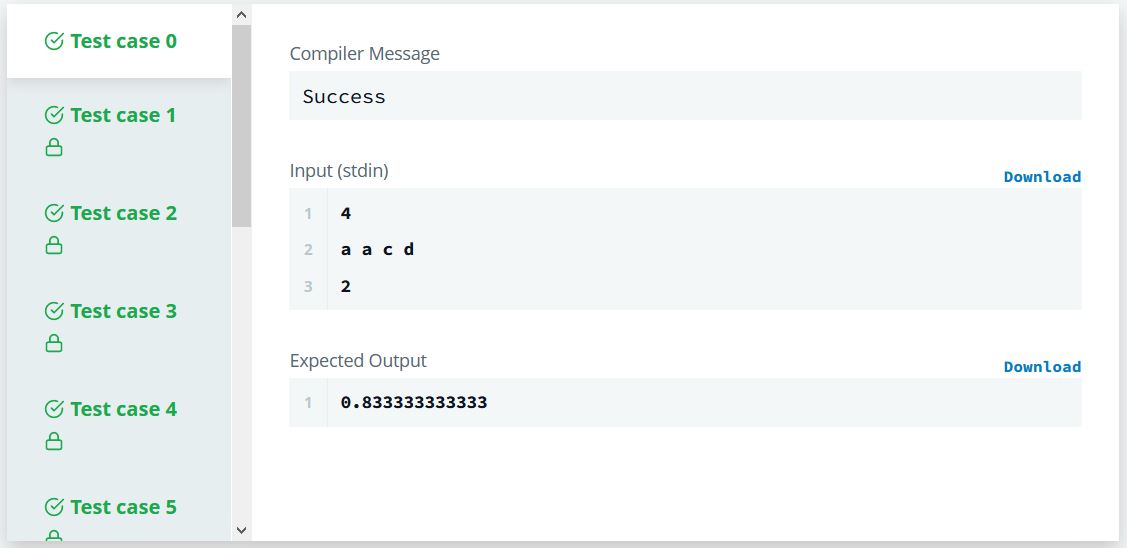 Test case 0
Test case 1
Test case 2
Test case 3
Test case 4
Test case 5
Compiler Message
Success
Input (stdin)
Download
1 4
2 a a c d
3 2
Expected Output
Download
1 0.833333333333